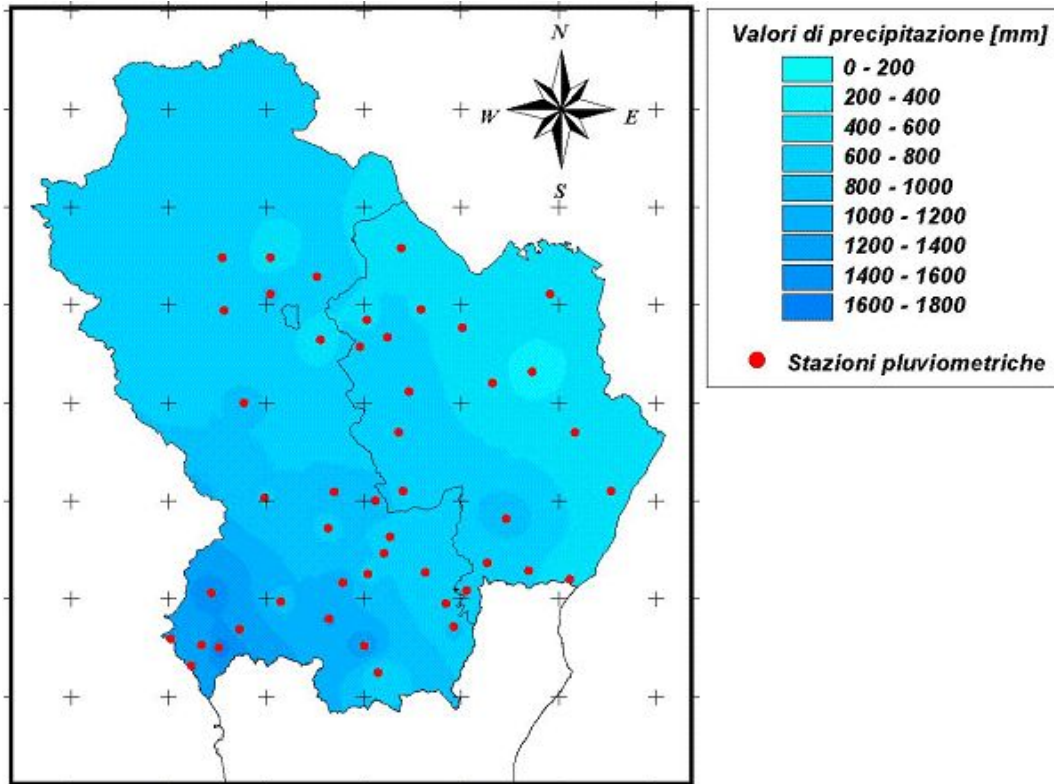 N
W E
S
Valori di precipitazione [mm]
0 - 200
200 - 400
400 - 600
600 - 800
800 - 1000
1000 - 1200
1200 - 1400
1400 - 1600
1600 - 1800
Stazioni pluviometriche